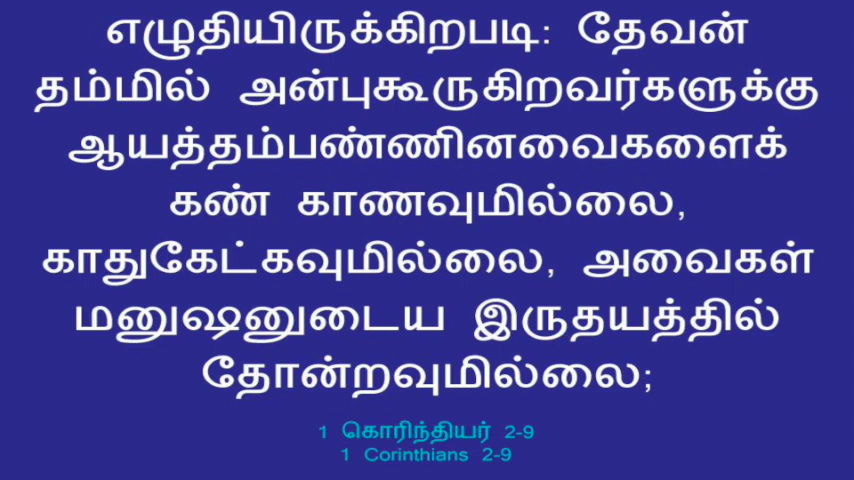 எழுதியிருக்கிறபடி: தேவன்
தம்மில் அன்புகூருகிறவர்களுக்கு
ஆயத்தம்பண்ணினவைகளைக்
கண் காணவுமில்லை,
காதுகேட்கவுமில்லை, அவைகள்
மனுஷனுடைய இருதயத்தில்
தோன்றவுமில்லை;
1 கொரிந்தியர் 2-9
1 Corinthians 2-9